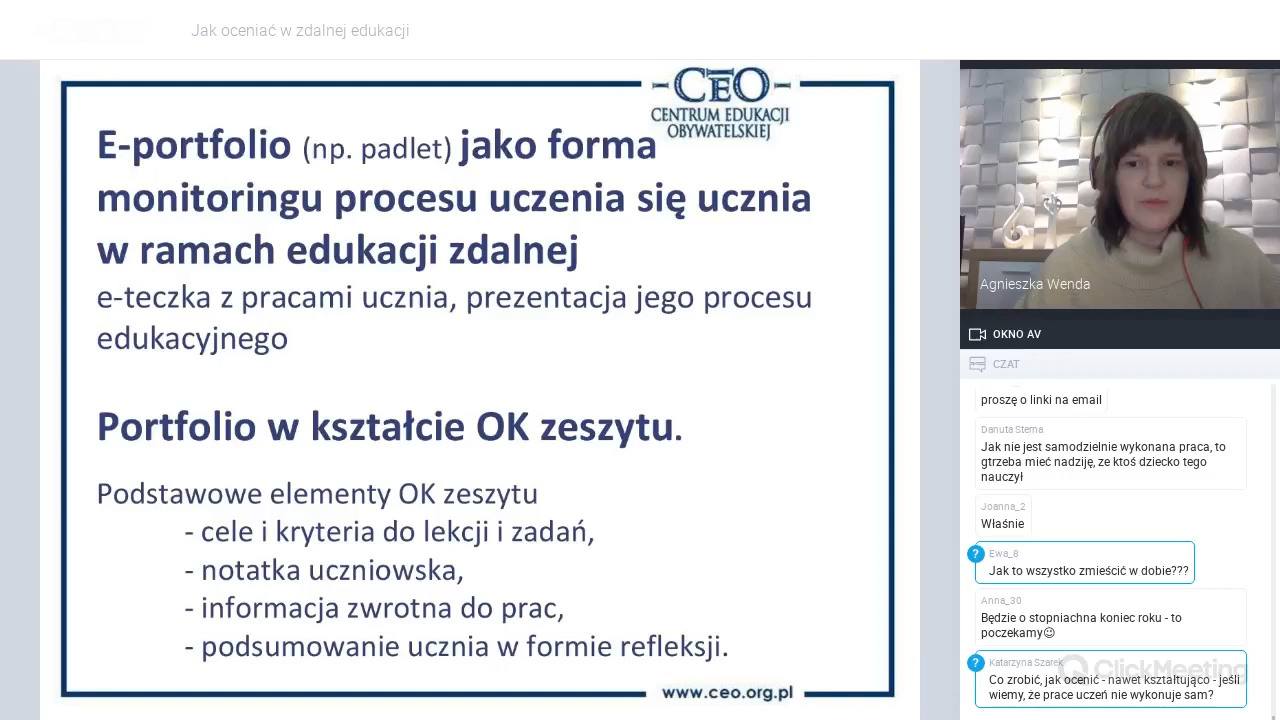 Jak oceniać w zdalnej edukacji
CEO
CENTRUM EDUKACJI
OBYWATELSKIEJ
E-portfolio (np. padlet) jako forma
monitoringu procesu uczenia się ucznia
w ramach edukacji zdalnej
e-teczka z pracami ucznia, prezentacja jego procesu
edukacyjnego
Portfolio w kształcie OK zeszytu.
Podstawowe elementy OK zeszytu
- cele i kryteria do lekcji i zadań,
- notatka uczniowska,
- informacja zwrotna do prac,
- podsumowanie ucznia w formie refleksji.
www.ceo.org.pl
Agnieszka Wenda
OKNO AV
CZAT
proszę o linki na email
Danuta Sterna
Jak nie jest samodzielnie wykonana praca, to
gtrzeba mieć nadziję, ze ktoś dziecko tego
nauczył
Joanna_2
Właśnie
? Ewa_8
Jak to wszystko zmieścić w dobie???
Anna_30
Będzie o stopniachna koniec roku - to
poczekamy☺
? Katarzyna Szarek
ClickMeeting
Co zrobić, jak ocenić - nawet kształtująco - jeśli
wiemy, że prace uczeń nie wykonuje sam?